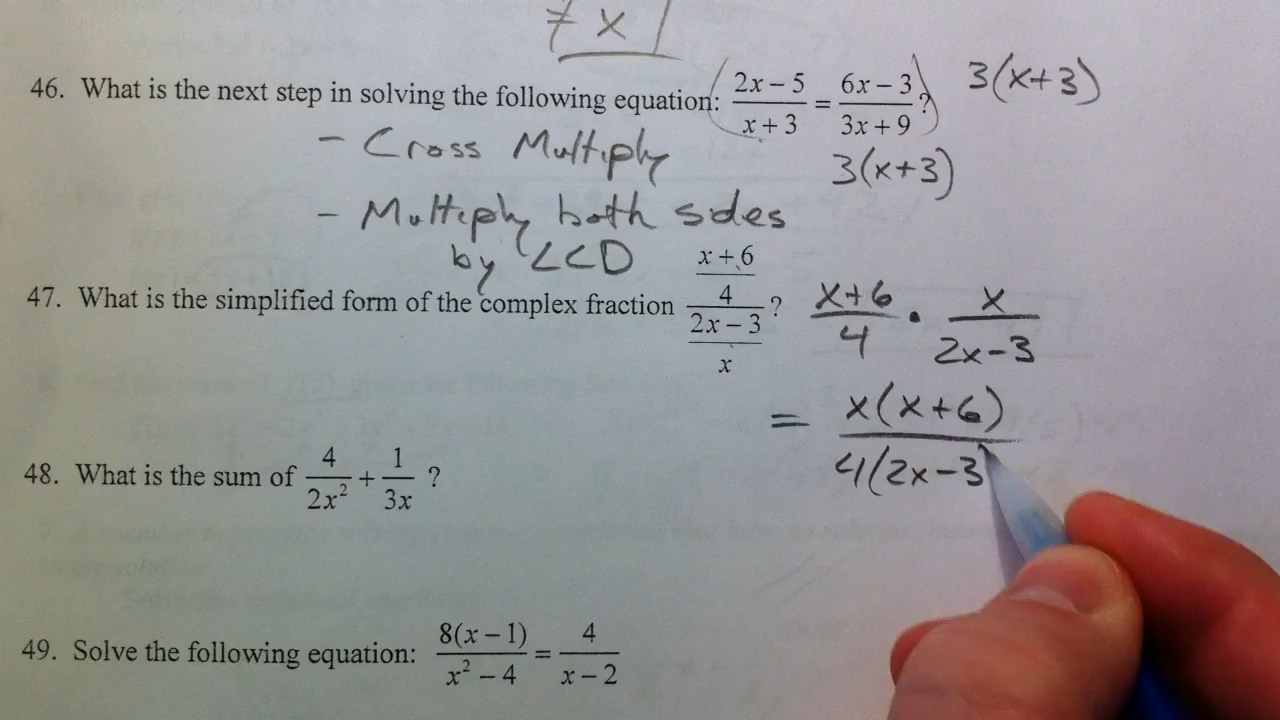 7x
46. What is the next step in solving the following equation: (2x − 5)/(x + 3) = (6x − 3)/(3x + 9)? 3(x+3)
- Cross Multiply 3(x+3)
- Multiply both sides
by LCD
47. What is the simplified form of the complex fraction ((x + 6)/4)/((2x − 3)/x)? (x+6)/4 · x/(2x−3)
= x(x+6)/4(2x−3)
48. What is the sum of 4/(2x²) + 1/(3x) ?
49. Solve the following equation: 8(x − 1)/(x² − 4) = 4/(x − 2)